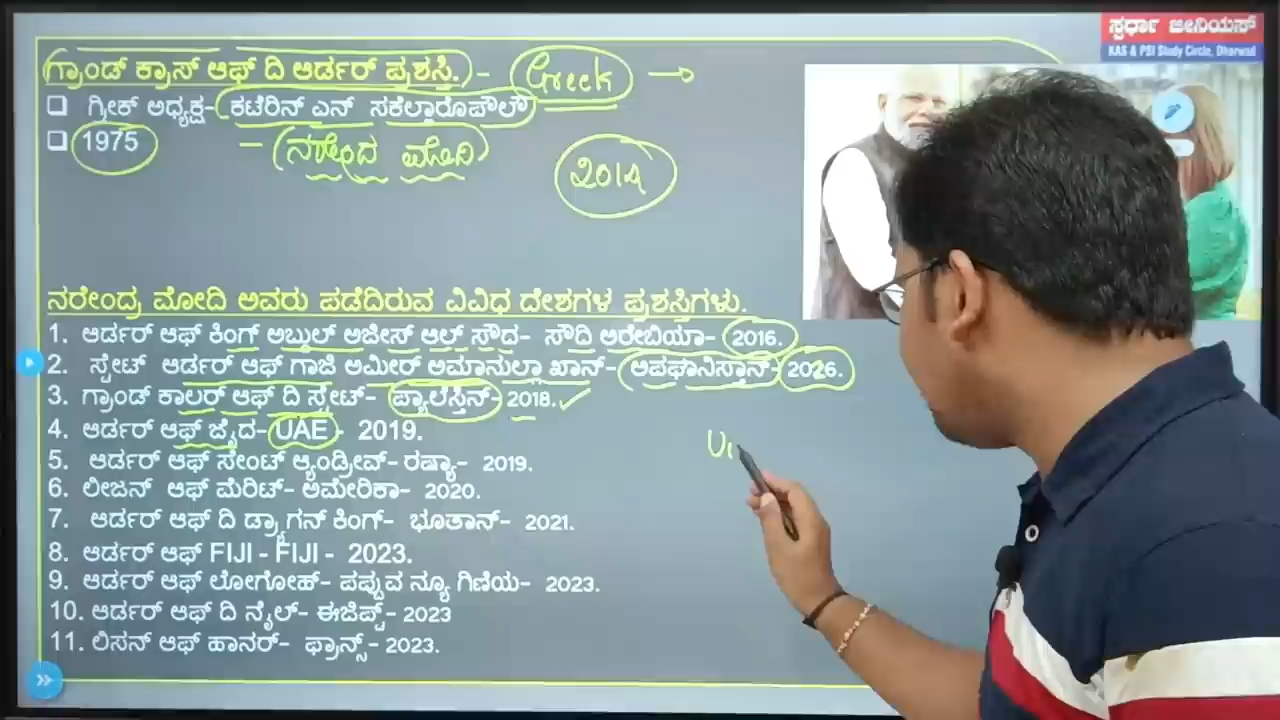 ಸ್ಪರ್ಧಾ ಜೀನಿಯಸ್
KAS & PSI Study Circle, Dharwad
ಗ್ರಾಂಡ್ ಕ್ರಾಸ್ ಆಫ್ ದಿ ಆರ್ಡರ್ ಪ್ರಶಸ್ತಿ. - Greek →
❑ ಗ್ರೀಕ್ ಅಧ್ಯಕ್ಷ- ಕಟೆರಿನ್ ಎನ್ ಸಕೆಲ್ಲಾರೊಪೌಲೌ
❑ 1975 - (ನರೇಂದ್ರ ಮೋದಿ) 2014
ನರೇಂದ್ರ ಮೋದಿ ಅವರು ಪಡೆದಿರುವ ವಿವಿಧ ದೇಶಗಳ ಪ್ರಶಸ್ತಿಗಳು.
1. ಆರ್ಡರ್ ಆಫ್ ಕಿಂಗ್ ಅಬ್ದುಲ್ ಅಜೀಸ್ ಆಲ್ ಸೌದ- ಸೌದಿ ಅರೇಬಿಯಾ- 2016.
2. ಸ್ಟೇಟ್ ಆರ್ಡರ್ ಆಫ್ ಗಾಜಿ ಅಮೀರ್ ಅಮಾನುಲ್ಲಾ ಖಾನ್- ಅಪಘಾನಿಸ್ತಾನ್- 2026.
3. ಗ್ರಾಂಡ್ ಕಾಲರ್ ಆಫ್ ದಿ ಸ್ಟೇಟ್- ಪ್ಯಾಲೆಸ್ತಿನ್- 2018.
4. ಆರ್ಡರ್ ಆಫ್ ಜೈದ- UAE - 2019.
5. ಆರ್ಡರ್ ಆಫ್ ಸೇಂಟ್ ಆ್ಯಂಡ್ರೀವ್- ರಷ್ಯಾ- 2019.
6. ಲೀಜನ್ ಆಫ್ ಮೆರಿಟ್- ಅಮೇರಿಕಾ- 2020.
7. ಆರ್ಡರ್ ಆಫ್ ದಿ ಡ್ರ್ಯಾಗನ್ ಕಿಂಗ್- ಭೂತಾನ್- 2021.
8. ಆರ್ಡರ್ ಆಫ್ FIJI - FIJI - 2023.
9. ಆರ್ಡರ್ ಆಫ್ ಲೋಗೋಹ್- ಪಪ್ಪುವ ನ್ಯೂ ಗಿಣಿಯ- 2023.
10. ಆರ್ಡರ್ ಆಫ್ ದಿ ನೈಲ್- ಈಜಿಪ್ಟ್- 2023
11. ಲಿಸನ್ ಆಫ್ ಹಾನರ್- ಫ್ರಾನ್ಸ್- 2023.